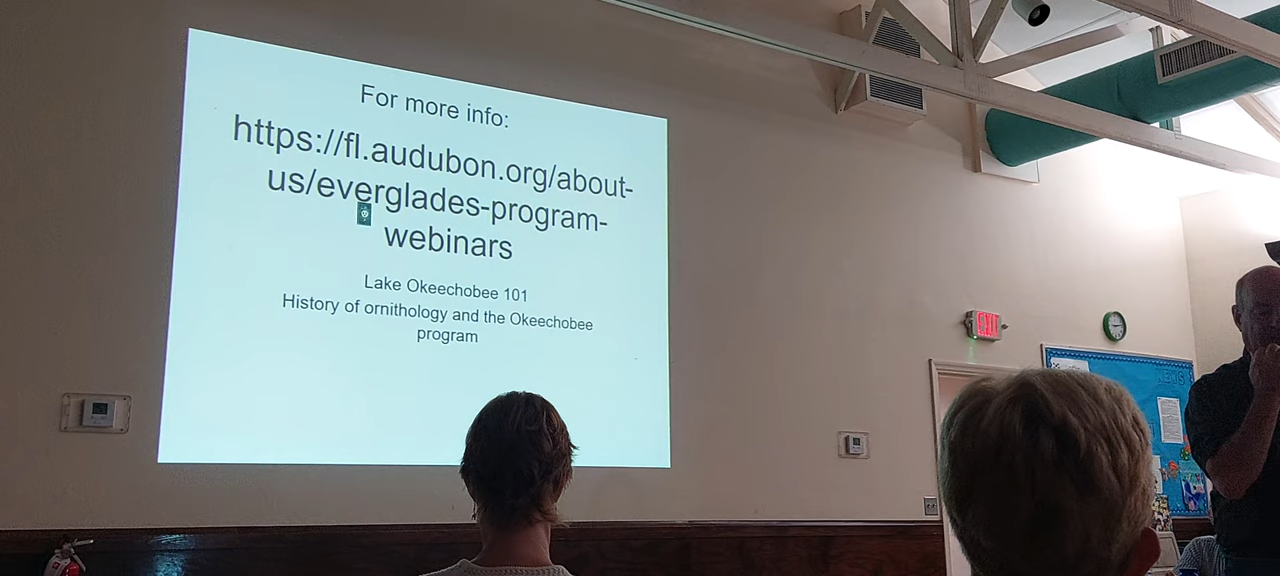 For more info:
https://fl.audubon.org/about-
us/everglades-program-
webinars
Lake Okeechobee 101
History of ornithology and the Okeechobee
program
EXIT
NEWS